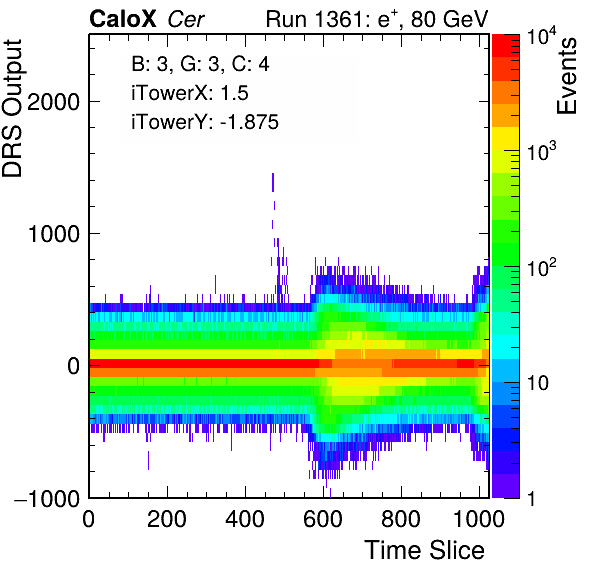 CaloX Cer Run 1361: e⁺, 80 GeV
B: 3, G: 3, C: 4
iTowerX: 1.5
iTowerY: -1.875
DRS Output
2000
1000
0
−1000
0 200 400 600 800 1000
Time Slice
Events
10⁴
10³
10²
10
1